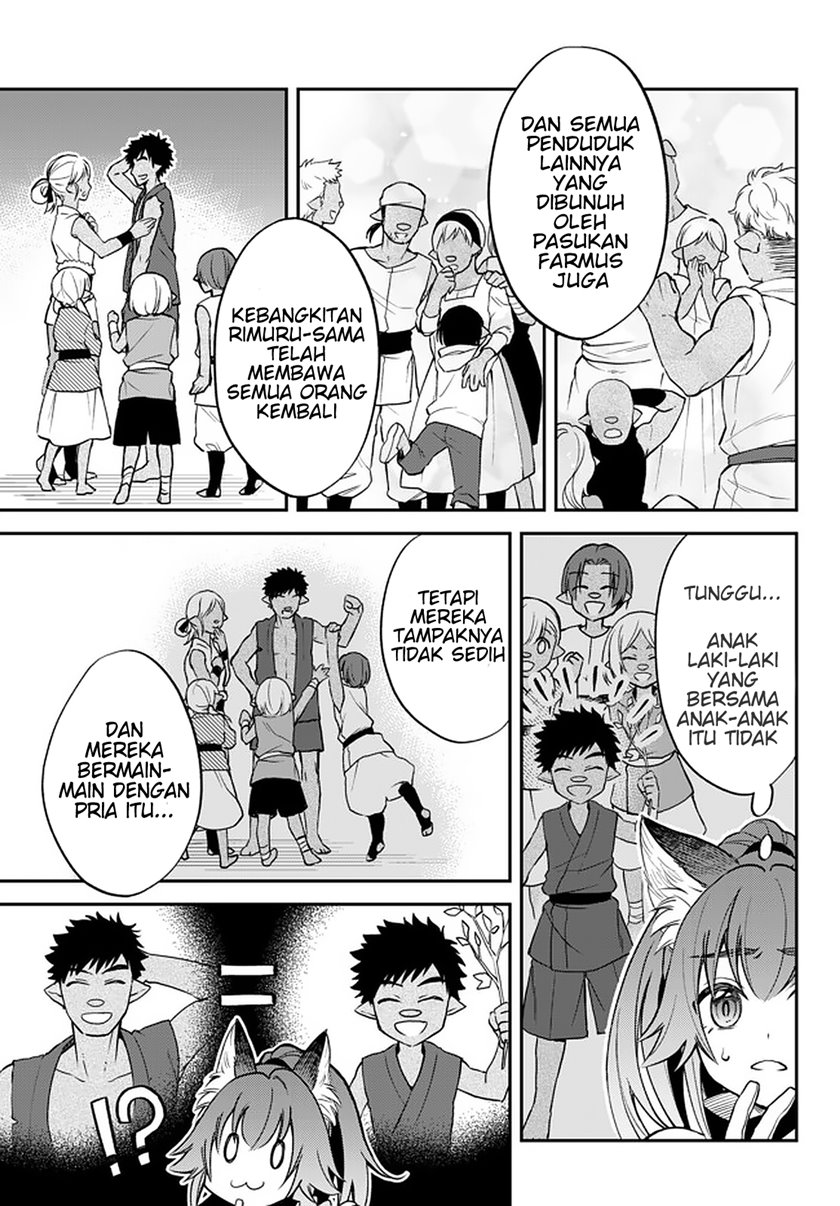 DAN SEMUA
PENDUDUK
LAINNYA
YANG
DIBUNUH
OLEH
PASUKAN
FARMUS
JUGA
KEBANGKITAN
RIMURU-SAMA
TELAH
MEMBAWA
SEMUA ORANG
KEMBALI
TUNGGU...
ANAK
LAKI-LAKI
YANG
BERSAMA
ANAK-ANAK
ITU TIDAK
TETAPI
MEREKA
TAMPAKNYA
TIDAK SEDIH
DAN
MEREKA
BERMAIN-
MAIN DENGAN
PRIA ITU...
=
!?